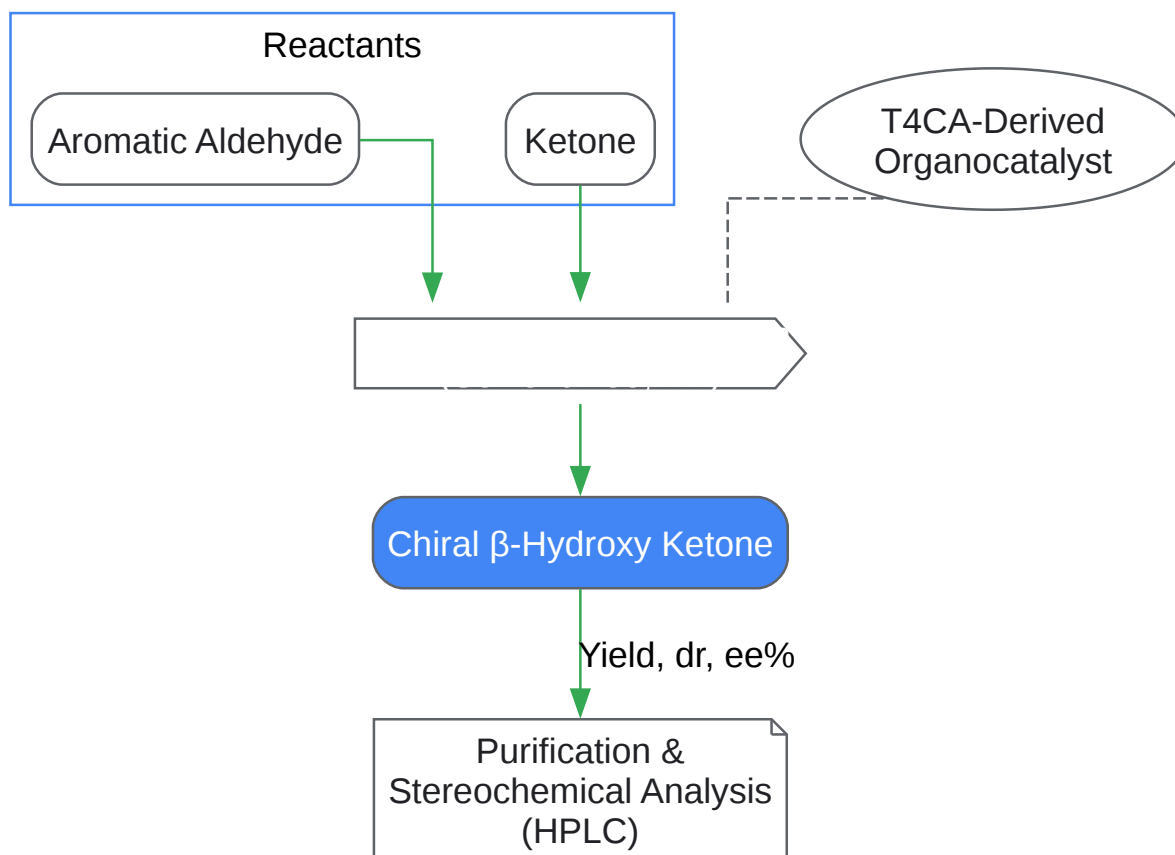 Reactants
Aromatic Aldehyde
Ketone
T4CA-Derived
Organocatalyst
Chiral β-Hydroxy Ketone
Yield, dr, ee%
Purification &
Stereochemical Analysis
(HPLC)